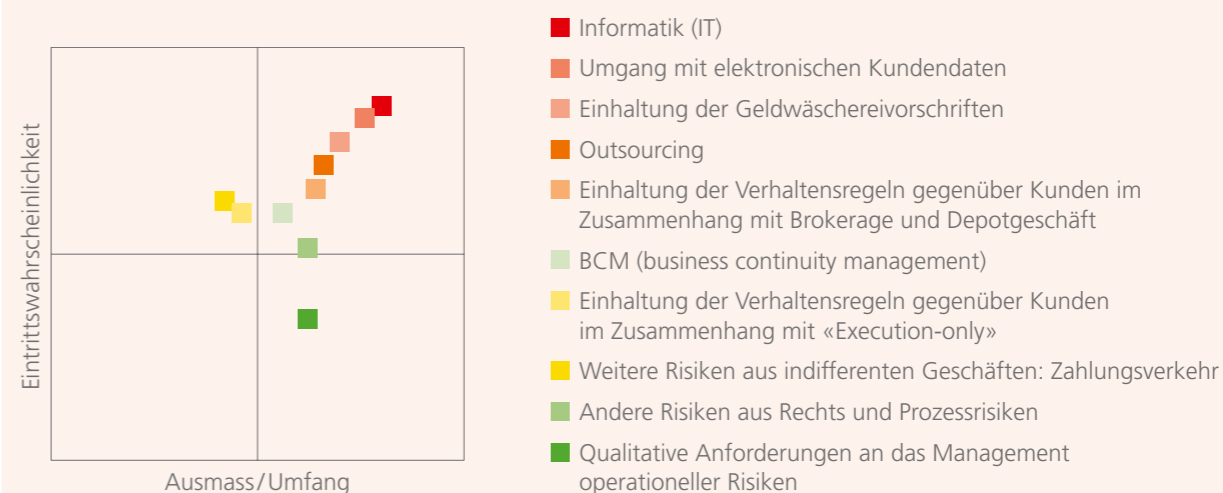 Eintrittswahrscheinlichkeit
Ausmass/Umfang
Informatik (IT)
Umgang mit elektronischen Kundendaten
Einhaltung der Geldwäschereivorschriften
Outsourcing
Einhaltung der Verhaltensregeln gegenüber Kunden im
Zusammenhang mit Brokerage und Depotgeschäft
BCM (business continuity management)
Einhaltung der Verhaltensregeln gegenüber Kunden
im Zusammenhang mit «Execution-only»
Weitere Risiken aus indifferenten Geschäften: Zahlungsverkehr
Andere Risiken aus Rechts und Prozessrisiken
Qualitative Anforderungen an das Management
operationeller Risiken